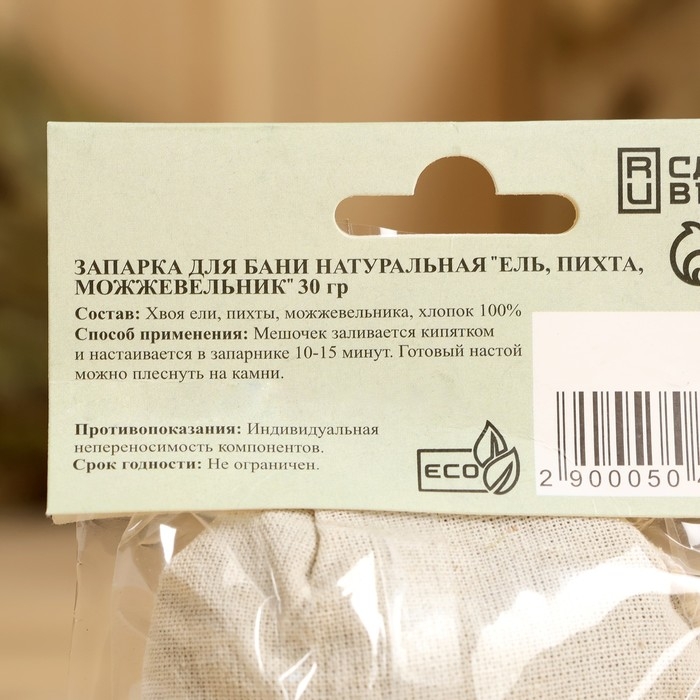 RU
ЗАПАРКА ДЛЯ БАНИ НАТУРАЛЬНАЯ "ЕЛЬ, ПИХТА,
МОЖЖЕВЕЛЬНИК" 30 гр
Состав: Хвоя ели, пихты, можжевельника, хлопок 100%
Способ применения: Мешочек заливается кипятком
и настаивается в запарнике 10-15 минут. Готовый настой
можно плеснуть на камни.
Противопоказания: Индивидуальная
непереносимость компонентов.
Срок годности: Не ограничен.
ECO
2 900050